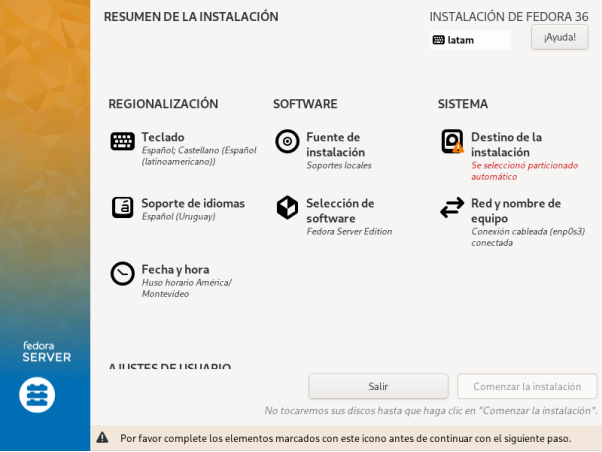 RESUMEN DE LA INSTALACIÓN
INSTALACIÓN DE FEDORA 36
latam
¡Ayuda!
REGIONALIZACIÓN
Teclado
Español; Castellano (Español
(latinoamericano))
Soporte de idiomas
Español (Uruguay)
Fecha y hora
Huso horario América/
Montevideo
SOFTWARE
Fuente de
instalación
Soportes locales
Selección de
software
Fedora Server Edition
SISTEMA
Destino de la
instalación
Se seleccionó particionado
automático
Red y nombre de
equipo
Conexión cableada (enp0s3)
conectada
AJUSTES DE USUARIO
fedora
SERVER
Salir
Comenzar la instalación
No tocaremos sus discos hasta que haga clic en "Comenzar la instalación".
Por favor complete los elementos marcados con este icono antes de continuar con el siguiente paso.